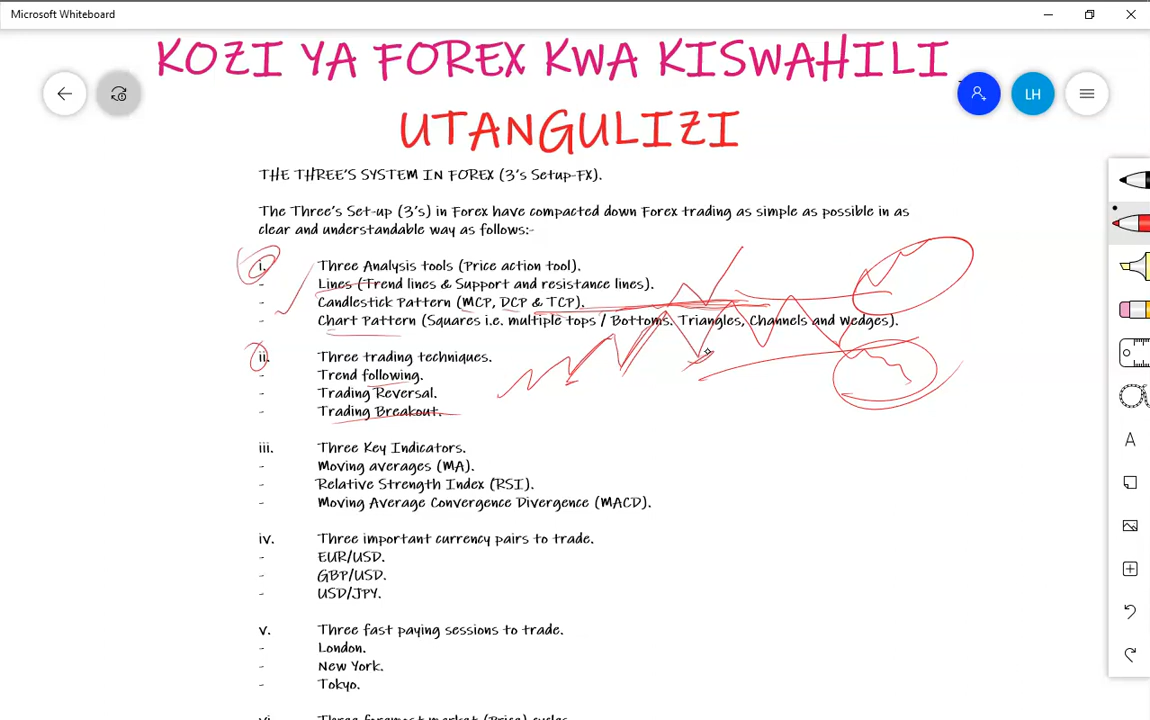 Microsoft Whiteboard
KOZI YA FOREX KWA KISWAHILI
LH
UTANGULIZI
THE THREE'S SYSTEM IN FOREX (3's Setup-FX).
The Three's Set-up (3's) in Forex have compacted down Forex trading as simple as possible in as
clear and understandable way as follows:-
i. Three Analysis tools (Price action tool).
- Lines (Trend lines & Support and resistance lines).
- Candlestick Pattern (MCP, DCP & TCP).
- Chart Pattern (Squares i.e. multiple tops / Bottoms. Triangles, Channels and Wedges).
ii. Three trading techniques.
- Trend following.
- Trading Reversal.
- Trading Breakout.
iii. Three Key Indicators.
- Moving averages (MA).
- Relative Strength Index (RSI).
- Moving Average Convergence Divergence (MACD).
iv. Three important currency pairs to trade.
- EUR/USD.
- GBP/USD.
- USD/JPY.
v. Three fast paying sessions to trade.
- London.
- New York.
- Tokyo.
vi. Three foremost market (Price) cycles